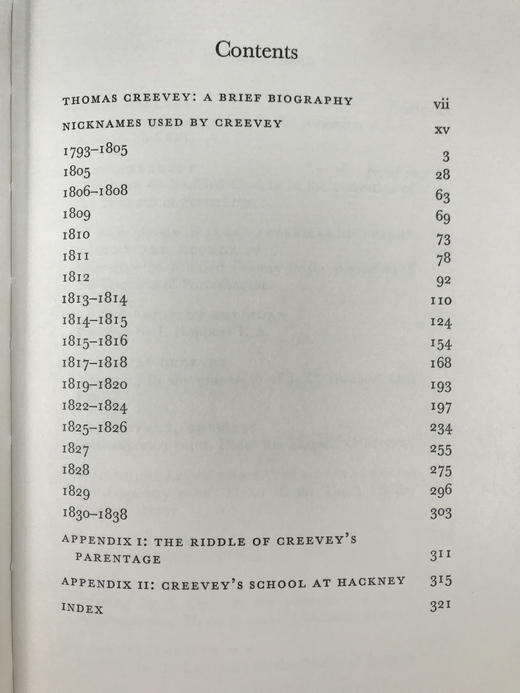 Contents
THOMAS CREEVEY: A BRIEF BIOGRAPHY vii
NICKNAMES USED BY CREEVEY xv
1793–1805 3
1805 28
1806–1808 63
1809 69
1810 73
1811 78
1812 92
1813–1814 110
1814–1815 124
1815–1816 154
1817–1818 168
1819–1820 193
1822–1824 197
1825–1826 234
1827 255
1828 275
1829 296
1830–1838 303
APPENDIX I: THE RIDDLE OF CREEVEY'S
PARENTAGE 311
APPENDIX II: CREEVEY'S SCHOOL AT HACKNEY 315
INDEX 321